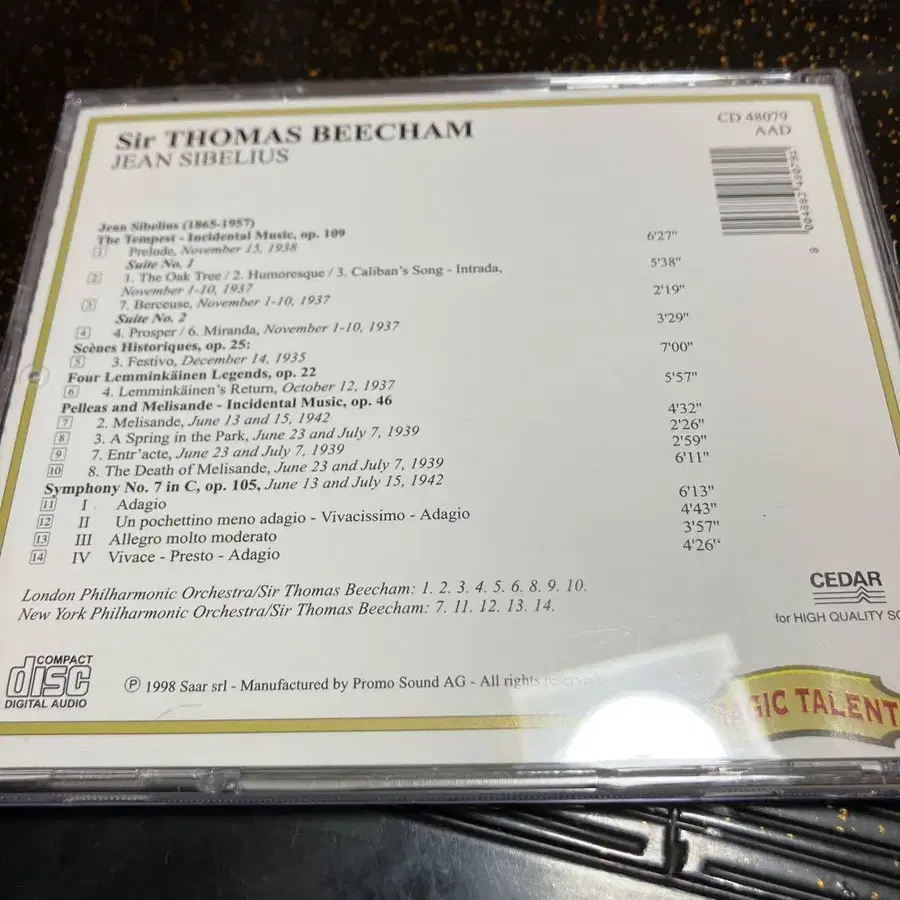 Sir THOMAS BEECHAM
JEAN SIBELIUS
CD 48079
AAD
8
Jean Sibelius (1865-1957)
The Tempest - Incidental Music, op. 109
1 Prelude, November 15, 1938 6'27"
Suite No. 1
2 1. The Oak Tree / 2. Humoresque / 3. Caliban's Song - Intrada, 5'38"
November 1-10, 1937
3 7. Berceuse, November 1-10, 1937 2'19"
Suite No. 2
4 4. Prosper / 6. Miranda, November 1-10, 1937 3'29"
Scènes Historiques, op. 25:
5 3. Festivo, December 14, 1935 7'00"
Four Lemminkäinen Legends, op. 22
6 4. Lemminkäinen's Return, October 12, 1937 5'57"
Pelleas and Melisande - Incidental Music, op. 46
7 2. Melisande, June 13 and 15, 1942 4'32"
8 3. A Spring in the Park, June 23 and July 7, 1939 2'26"
9 7. Entr'acte, June 23 and July 7, 1939 2'59"
10 8. The Death of Melisande, June 23 and July 7, 1939 6'11"
Symphony No. 7 in C, op. 105, June 13 and July 15, 1942
11 I Adagio 6'13"
12 II Un pochettino meno adagio - Vivacissimo - Adagio 4'43"
13 III Allegro molto moderato 3'57"
14 IV Vivace - Presto - Adagio 4'26"
London Philharmonic Orchestra/Sir Thomas Beecham: 1. 2. 3. 4. 5. 6. 8. 9. 10.
New York Philharmonic Orchestra/Sir Thomas Beecham: 7. 11. 12. 13. 14.
CEDAR
for HIGH QUALITY
COMPACT
disc
DIGITAL AUDIO
℗ 1998 Saar srl - Manufactured by Promo Sound AG - All rights reserved
TALENT